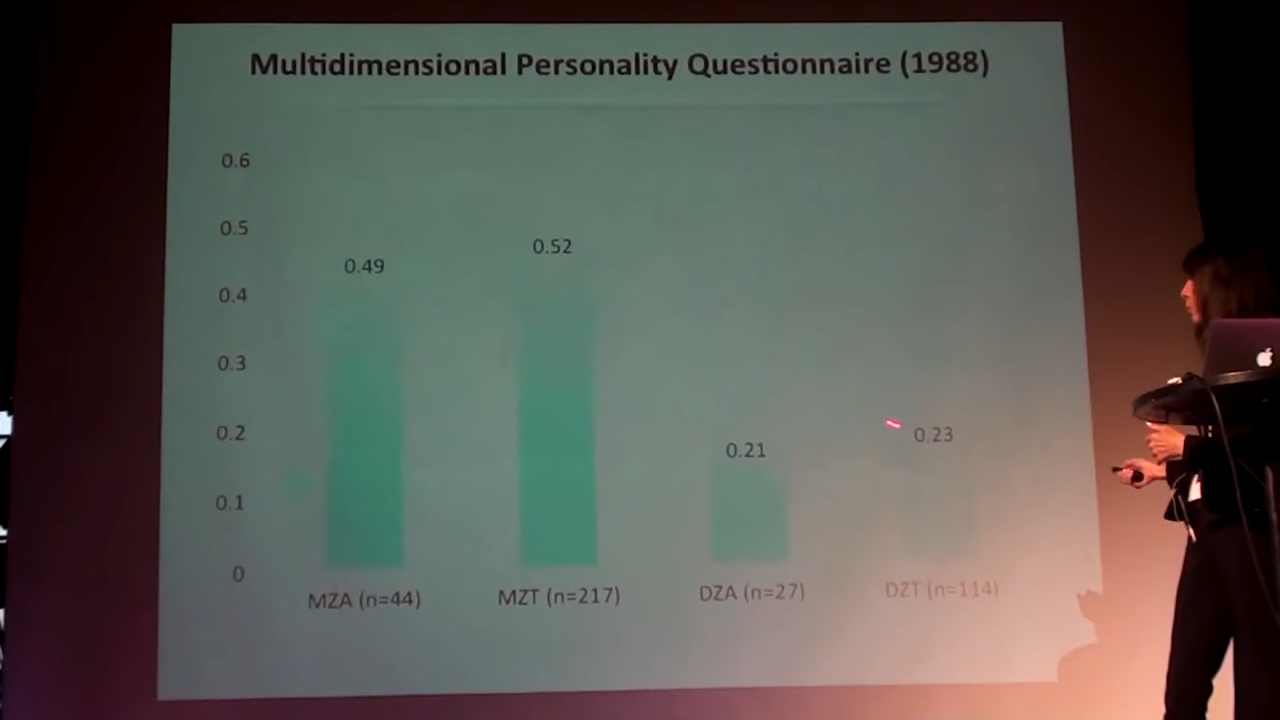 Multidimensional Personality Questionnaire (1988)
0.6
0.5
0.4
0.3
0.2
0.1
0
0.49
0.52
0.21
0.23
MZA (n=44)
MZT (n=217)
DZA (n=27)
DZT (n=114)